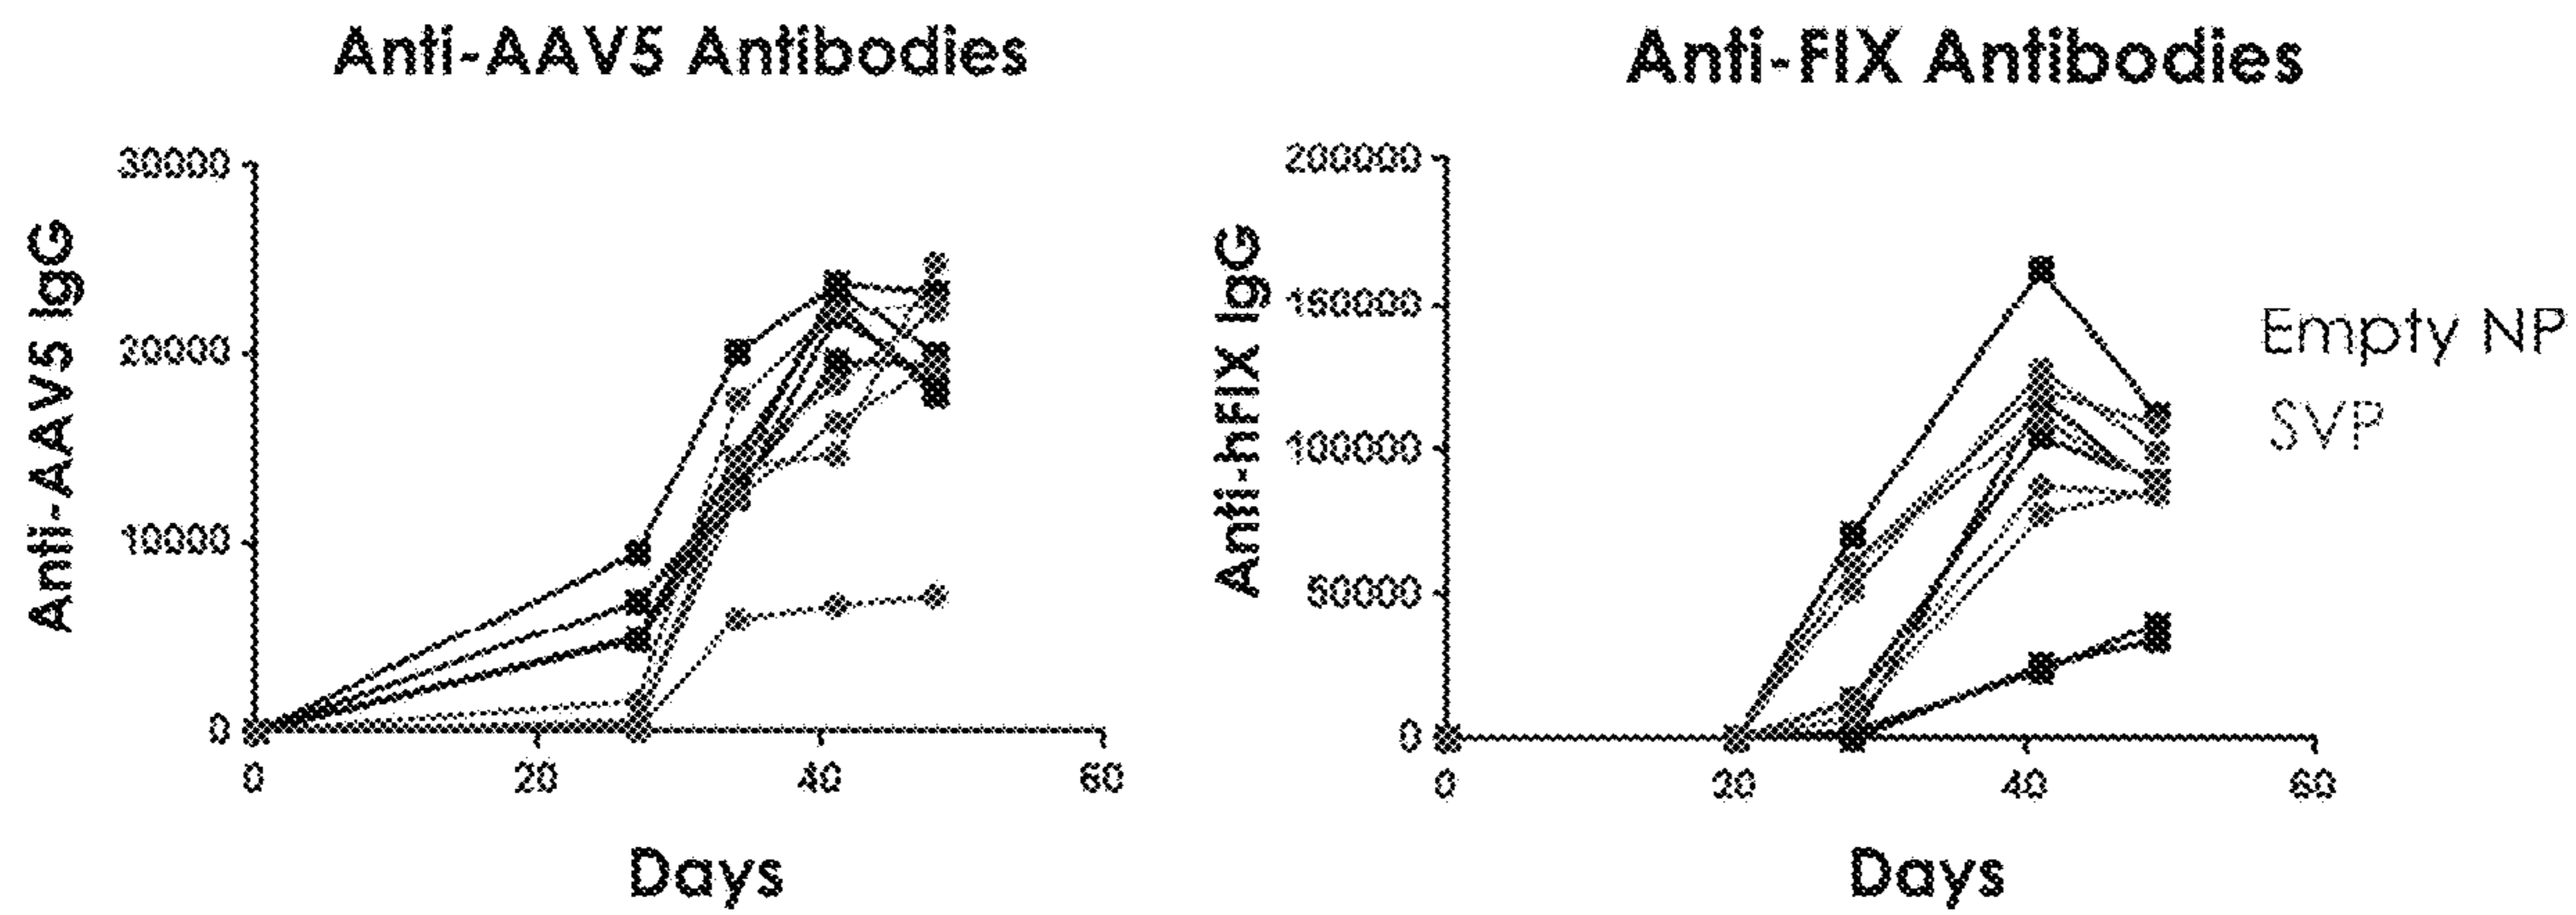 Anti-AAV5 Antibodies
Anti-AAV5 IgG
30000
20000
10000
0
0 20 40 60
Days
Anti-FIX Antibodies
Anti-hFIX IgG
200000
150000
100000
50000
0
0 20 40 60
Days
Empty NP
SVP